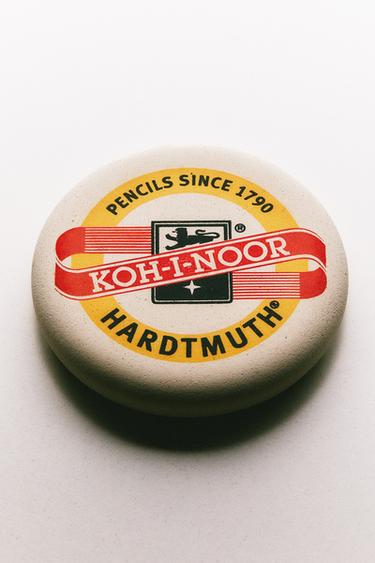 PENCILS SINCE 1790
®
KOH-I-NOOR
HARDTMUTH®